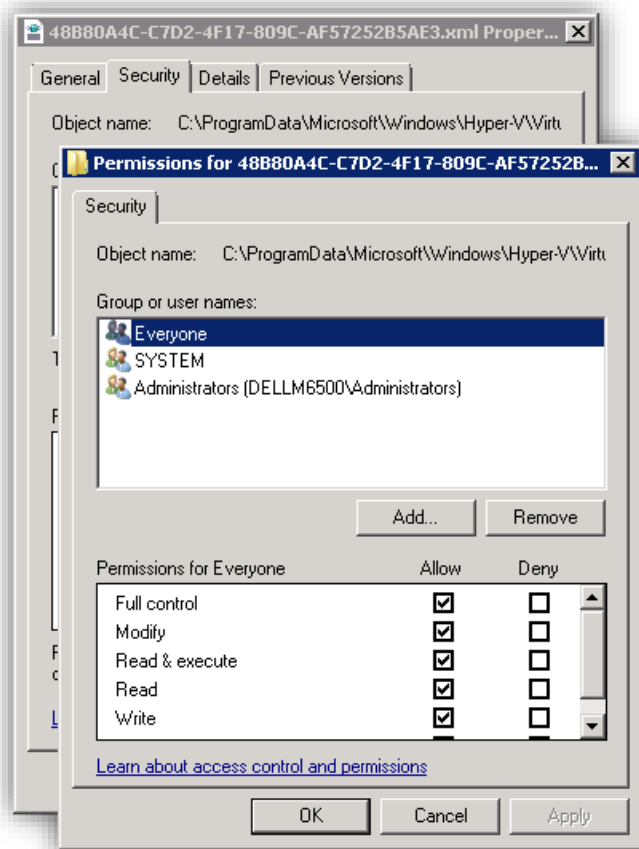 48B80A4C-C7D2-4F17-809C-AF57252B5AE3.xml Proper...
General Security Details Previous Versions
Object name: C:\ProgramData\Microsoft\Windows\Hyper-V\Virtu
Permissions for 48B80A4C-C7D2-4F17-809C-AF57252B...
Security
Object name: C:\ProgramData\Microsoft\Windows\Hyper-V\Virtu
Group or user names:
Everyone
SYSTEM
Administrators (DELLM6500\Administrators)
Add... Remove
Permissions for Everyone Allow Deny
Full control
Modify
Read & execute
Read
Write
Learn about access control and permissions
OK Cancel Apply